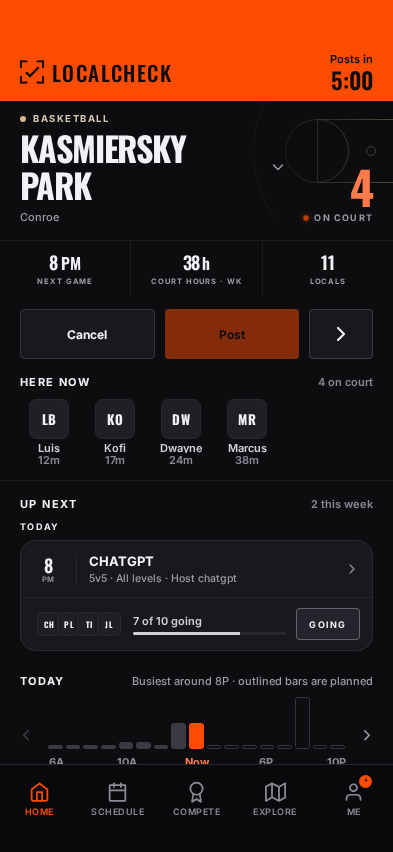 LOCALCHECK
Posts in
5:00
BASKETBALL
KASMIERSKY
PARK
Conroe
4
ON COURT
8 PM
NEXT GAME
38h
COURT HOURS · WK
11
LOCALS
Cancel
Post
HERE NOW
4 on court
LB
KO
DW
MR
Luis
Kofi
Dwayne
Marcus
12m
17m
24m
38m
UP NEXT
2 this week
TODAY
8
PM
CHATGPT
5v5 · All levels · Host chatgpt
CH
PL
TI
JL
7 of 10 going
GOING
TODAY
Busiest around 8P · outlined bars are planned
6A
10A
Now
6P
10P
HOME
SCHEDULE
COMPETE
EXPLORE
ME